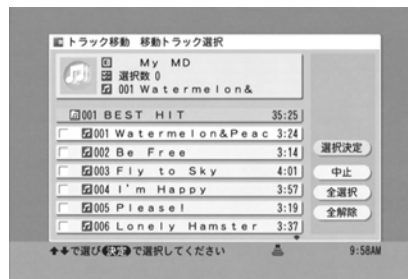 トラック移動 移動トラック選択
My MD
選択数 0
001 Watermelon&
001 BEST HIT 35:25
001 Watermelon&Peac 3:24
002 Be Free 3:14
003 Fly to Sky 4:01
004 I'm Happy 3:57
005 Please! 3:19
006 Lonely Hamster 3:37
選択決定
中止
全選択
全解除
↑↓で選び決定で選択してください 9:58AM